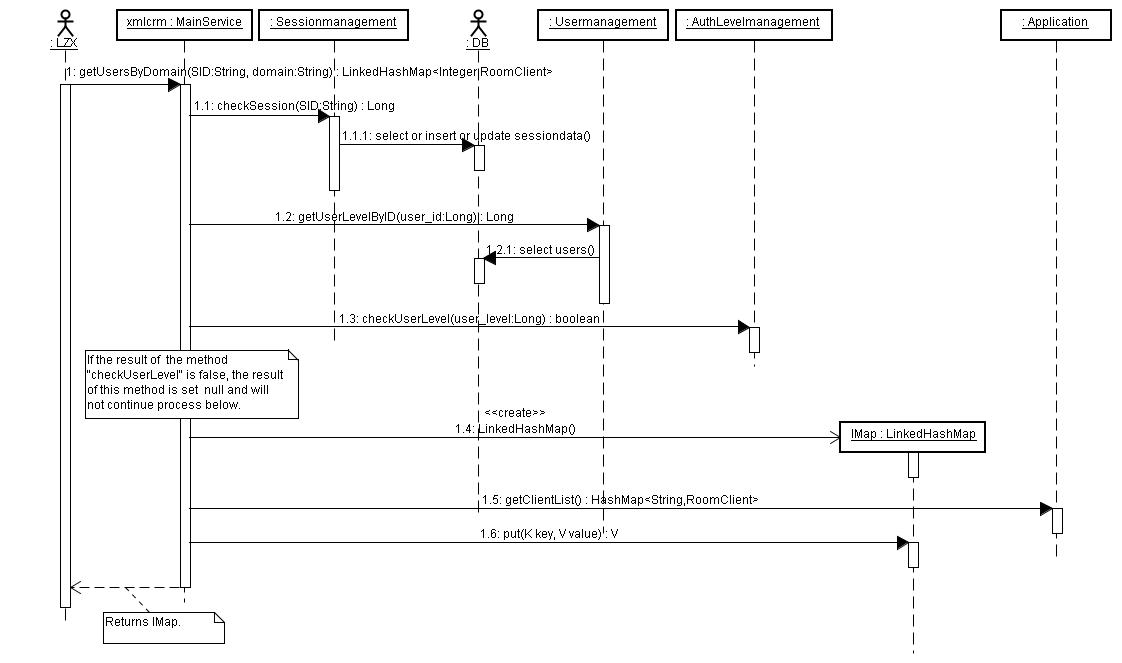 : LZX
xmlcrm : MainService
: Sessionmanagement
: DB
: Usermanagement
: AuthLevelmanagement
: Application
1: getUsersByDomain(SID:String, domain:String) : LinkedHashMap<Integer,RoomClient>
1.1: checkSession(SID:String) : Long
1.1.1: select or insert or update sessiondata()
1.2: getUserLevelByID(user_id:Long) : Long
1.2.1: select users()
1.3: checkUserLevel(user_level:Long) : boolean
If the result of the method
"checkUserLevel" is false, the result
of this method is set null and will
not continue process below.
<<create>>
1.4: LinkedHashMap()
lMap : LinkedHashMap
1.5: getClientList() : HashMap<String,RoomClient>
1.6: put(K key, V value) : V
Returns lMap.